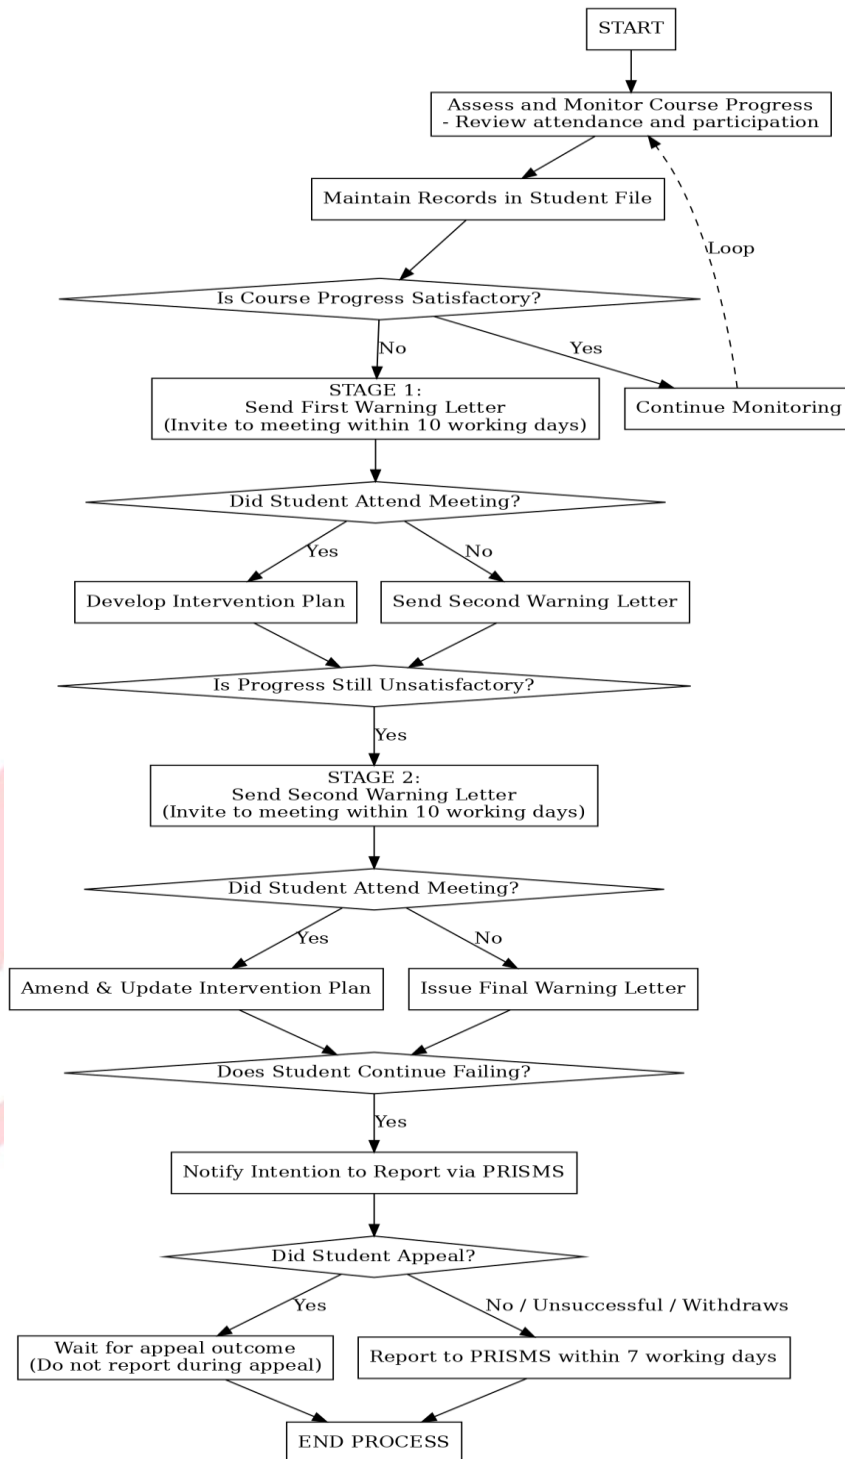 START
Assess and Monitor Course Progress
- Review attendance and participation
Maintain Records in Student File
Loop
Is Course Progress Satisfactory?
No
Yes
STAGE 1:
Send First Warning Letter
(Invite to meeting within 10 working days)
Continue Monitoring
Did Student Attend Meeting?
Yes
No
Develop Intervention Plan
Send Second Warning Letter
Is Progress Still Unsatisfactory?
Yes
STAGE 2:
Send Second Warning Letter
(Invite to meeting within 10 working days)
Did Student Attend Meeting?
Yes
No
Amend & Update Intervention Plan
Issue Final Warning Letter
Does Student Continue Failing?
Yes
Notify Intention to Report via PRISMS
Did Student Appeal?
Yes
No / Unsuccessful / Withdraws
Wait for appeal outcome
(Do not report during appeal)
Report to PRISMS within 7 working days
END PROCESS